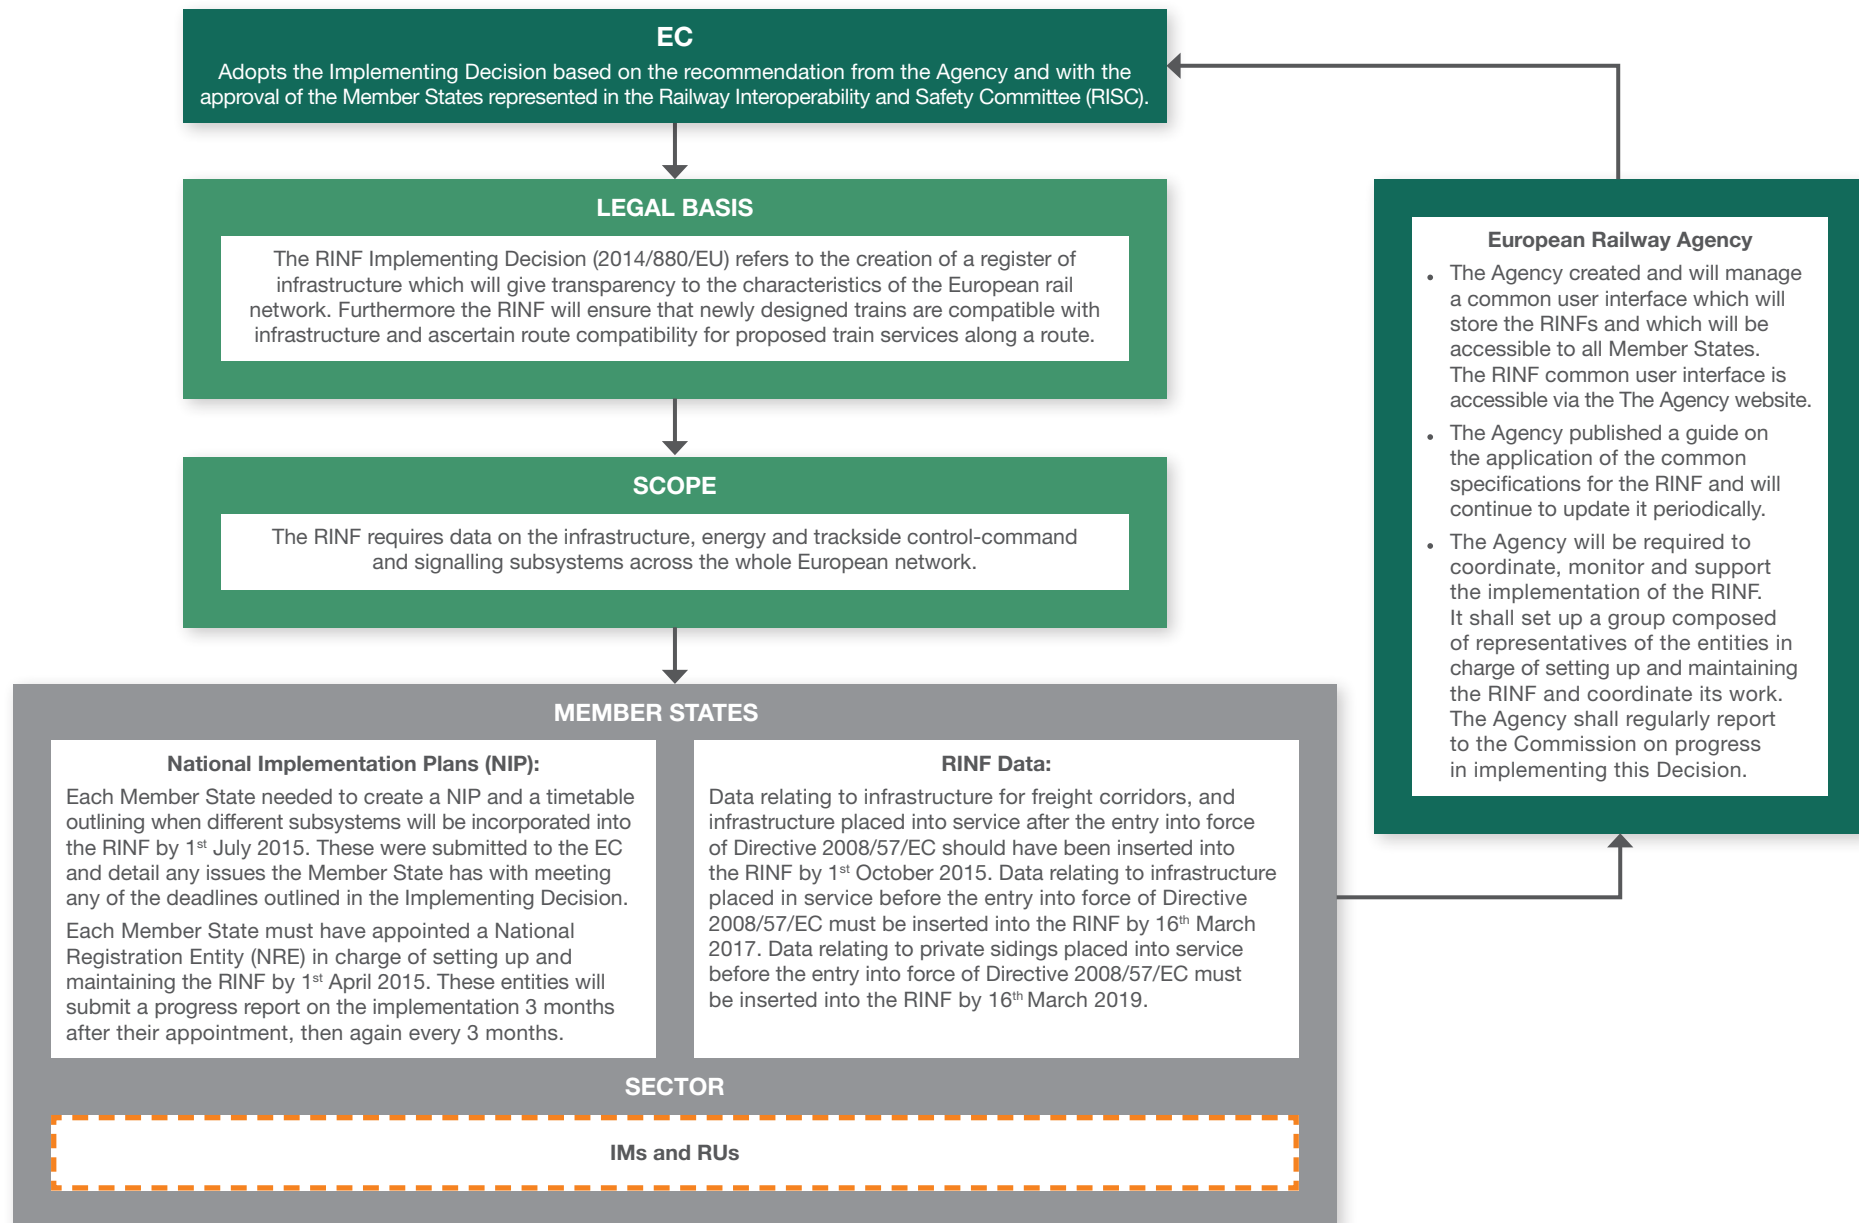 EC
Adopts the Implementing Decision based on the recommendation from the Agency and with the
approval of the Member States represented in the Railway Interoperability and Safety Committee (RISC).
LEGAL BASIS
The RINF Implementing Decision (2014/880/EU) refers to the creation of a register of
infrastructure which will give transparency to the characteristics of the European rail
network. Furthermore the RINF will ensure that newly designed trains are compatible with
infrastructure and ascertain route compatibility for proposed train services along a route.
SCOPE
The RINF requires data on the infrastructure, energy and trackside control-command
and signalling subsystems across the whole European network.
MEMBER STATES
National Implementation Plans (NIP):
Each Member State needed to create a NIP and a timetable
outlining when different subsystems will be incorporated into
the RINF by 1st July 2015. These were submitted to the EC
and detail any issues the Member State has with meeting
any of the deadlines outlined in the Implementing Decision.
Each Member State must have appointed a National
Registration Entity (NRE) in charge of setting up and
maintaining the RINF by 1st April 2015. These entities will
submit a progress report on the implementation 3 months
after their appointment, then again every 3 months.
RINF Data:
Data relating to infrastructure for freight corridors, and
infrastructure placed into service after the entry into force
of Directive 2008/57/EC should have been inserted into
the RINF by 1st October 2015. Data relating to infrastructure
placed in service before the entry into force of Directive
2008/57/EC must be inserted into the RINF by 16th March
2017. Data relating to private sidings placed into service
before the entry into force of Directive 2008/57/EC must
be inserted into the RINF by 16th March 2019.
SECTOR
IMs and RUs
European Railway Agency
• The Agency created and will manage
a common user interface which will
store the RINFs and which will be
accessible to all Member States.
The RINF common user interface is
accessible via the The Agency website.
• The Agency published a guide on
the application of the common
specifications for the RINF and will
continue to update it periodically.
• The Agency will be required to
coordinate, monitor and support
the implementation of the RINF.
It shall set up a group composed
of representatives of the entities in
charge of setting up and maintaining
the RINF and coordinate its work.
The Agency shall regularly report
to the Commission on progress
in implementing this Decision.